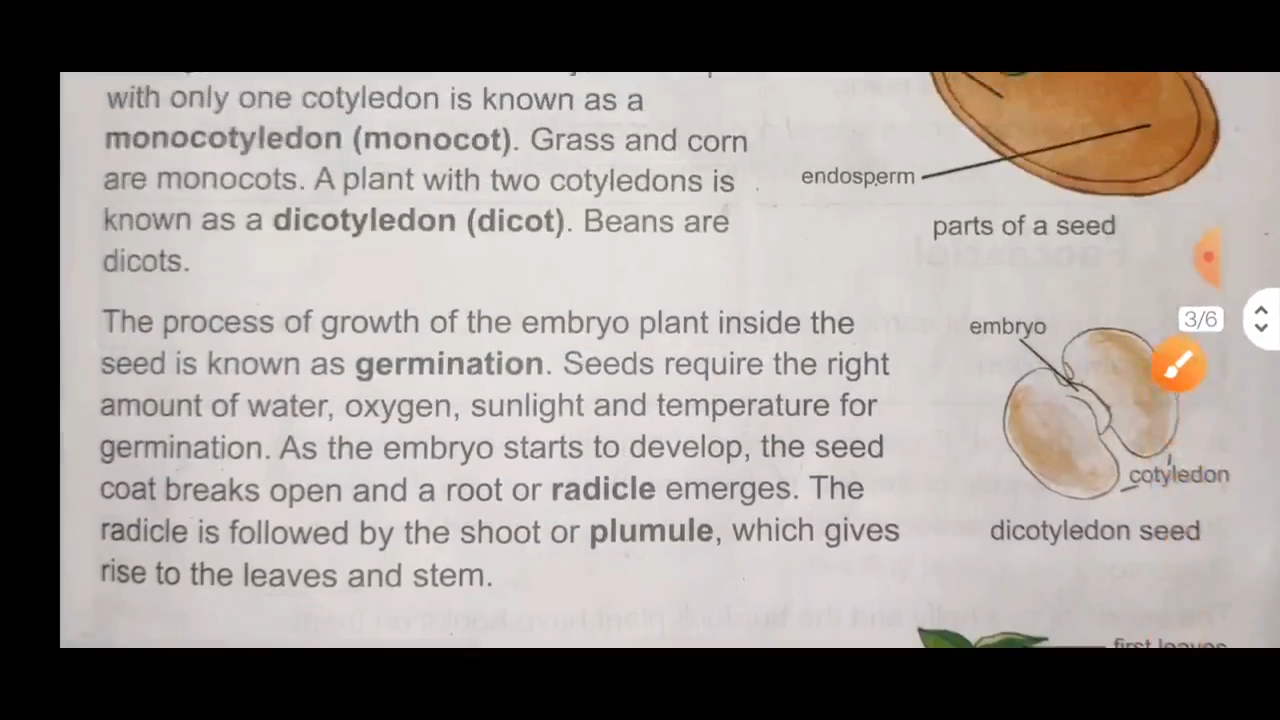 with only one cotyledon is known as a
monocotyledon (monocot). Grass and corn
are monocots. A plant with two cotyledons is
known as a dicotyledon (dicot). Beans are
dicots.
endosperm
parts of a seed
The process of growth of the embryo plant inside the
seed is known as germination. Seeds require the right
amount of water, oxygen, sunlight and temperature for
germination. As the embryo starts to develop, the seed
coat breaks open and a root or radicle emerges. The
radicle is followed by the shoot or plumule, which gives
rise to the leaves and stem.
embryo
3/6
cotyledon
dicotyledon seed
first leaves